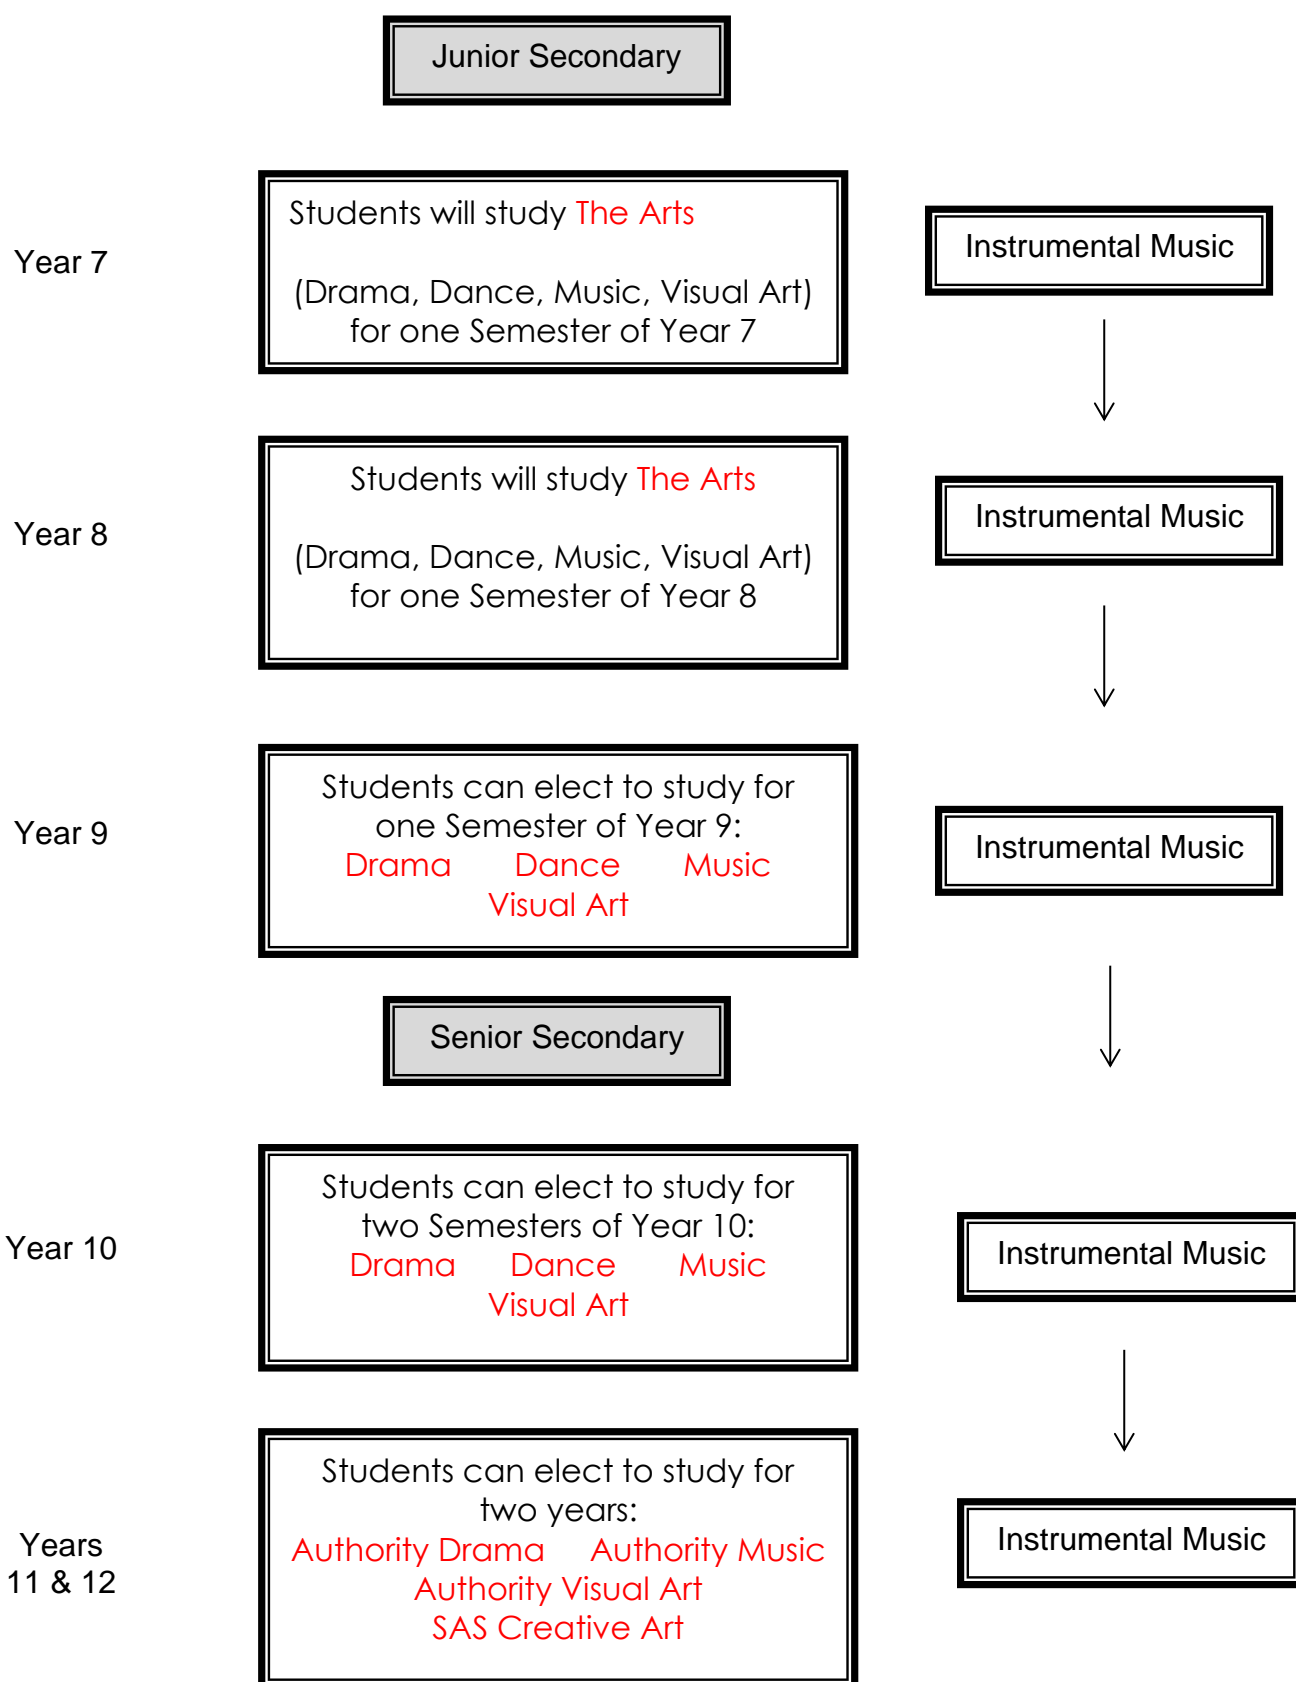 Junior Secondary
Year 7
Students will study The Arts
(Drama, Dance, Music, Visual Art)
for one Semester of Year 7
Instrumental Music
Year 8
Students will study The Arts
(Drama, Dance, Music, Visual Art)
for one Semester of Year 8
Instrumental Music
Year 9
Students can elect to study for
one Semester of Year 9:
Drama Dance Music
Visual Art
Instrumental Music
Senior Secondary
Year 10
Students can elect to study for
two Semesters of Year 10:
Drama Dance Music
Visual Art
Instrumental Music
Years
11 & 12
Students can elect to study for
two years:
Authority Drama Authority Music
Authority Visual Art
SAS Creative Art
Instrumental Music